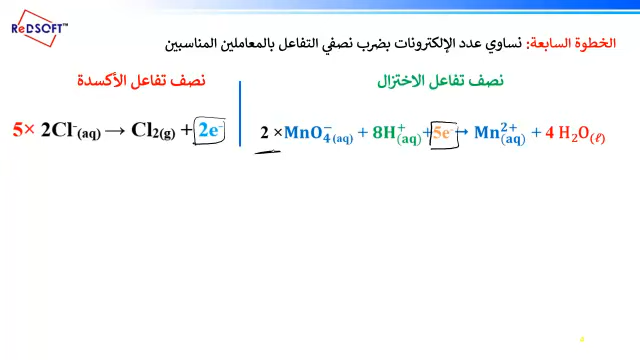 REDSOFT
الخطوة السابعة: نساوي عدد الإلكترونات بضرب نصفي التفاعل بالمعاملين المناسبين
نصف تفاعل الاختزال
نصف تفاعل الأكسدة
5× 2Cl⁻(aq) → Cl₂(g) + 2e⁻
2 × MnO₄⁻(aq) + 8H⁺(aq) + 5e⁻ → Mn²⁺(aq) + 4 H₂O(ℓ)